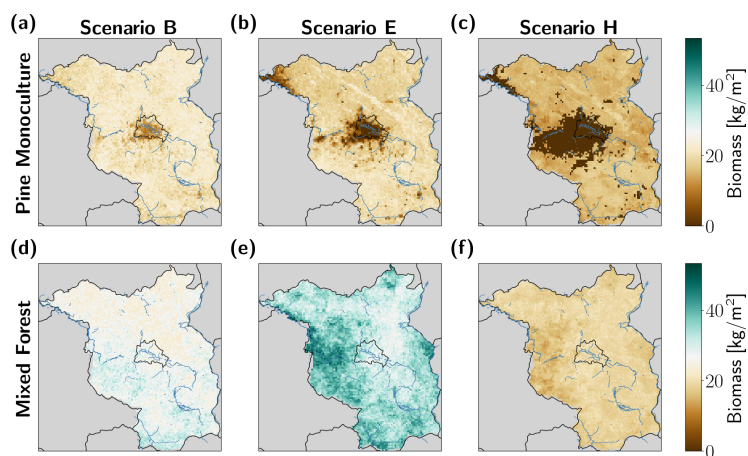 (a) Scenario B (b) Scenario E (c) Scenario H
Pine Monoculture
40
20
0
Biomass [kg/m²]
(d) (e) (f)
Mixed Forest
40
20
0
Biomass [kg/m²]